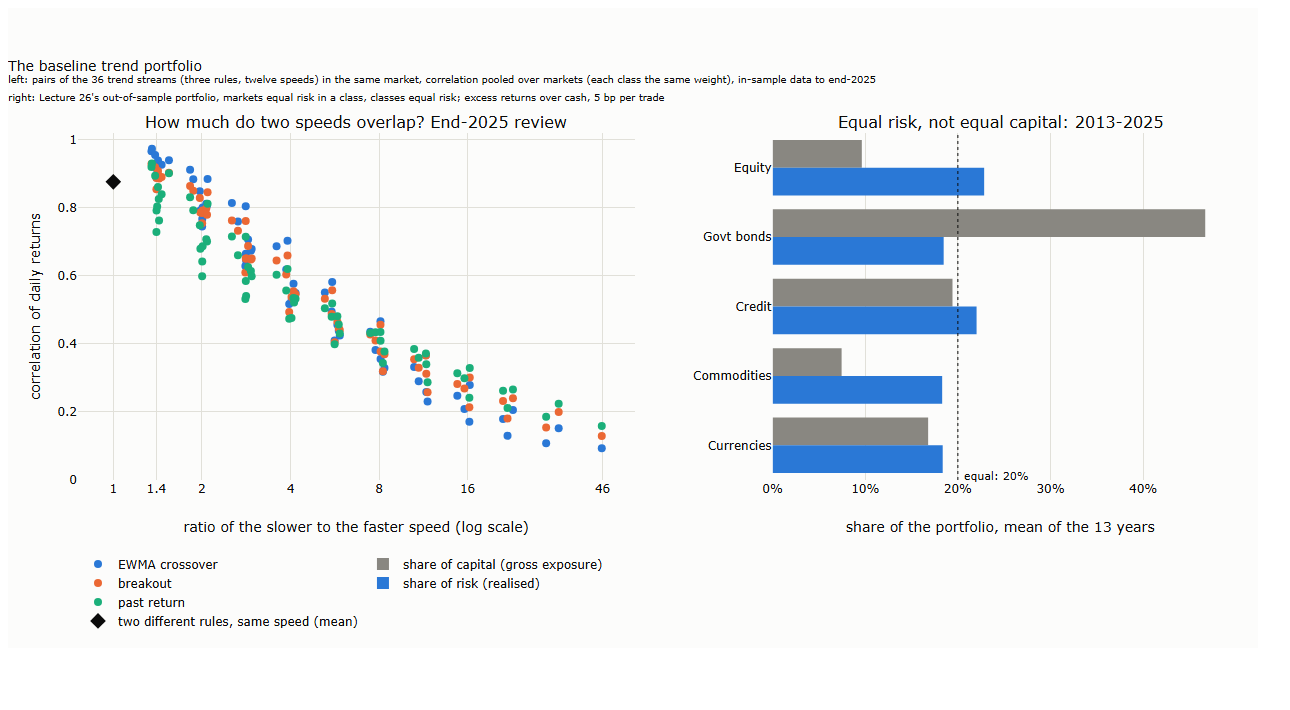 The baseline trend portfolio
left: pairs of the 36 trend streams (three rules, twelve speeds) in the same market, correlation pooled over markets (each class the same weight), in-sample data to end-2025
right: Lecture 26's out-of-sample portfolio, markets equal risk in a class, classes equal risk; excess returns over cash, 5 bp per trade
How much do two speeds overlap? End-2025 review
correlation of daily returns
1
0.8
0.6
0.4
0.2
0
1 1.4 2 4 8 16 46
ratio of the slower to the faster speed (log scale)
Equal risk, not equal capital: 2013-2025
Equity
Govt bonds
Credit
Commodities
Currencies
equal: 20%
0% 10% 20% 30% 40%
share of the portfolio, mean of the 13 years
EWMA crossover
breakout
past return
two different rules, same speed (mean)
share of capital (gross exposure)
share of risk (realised)